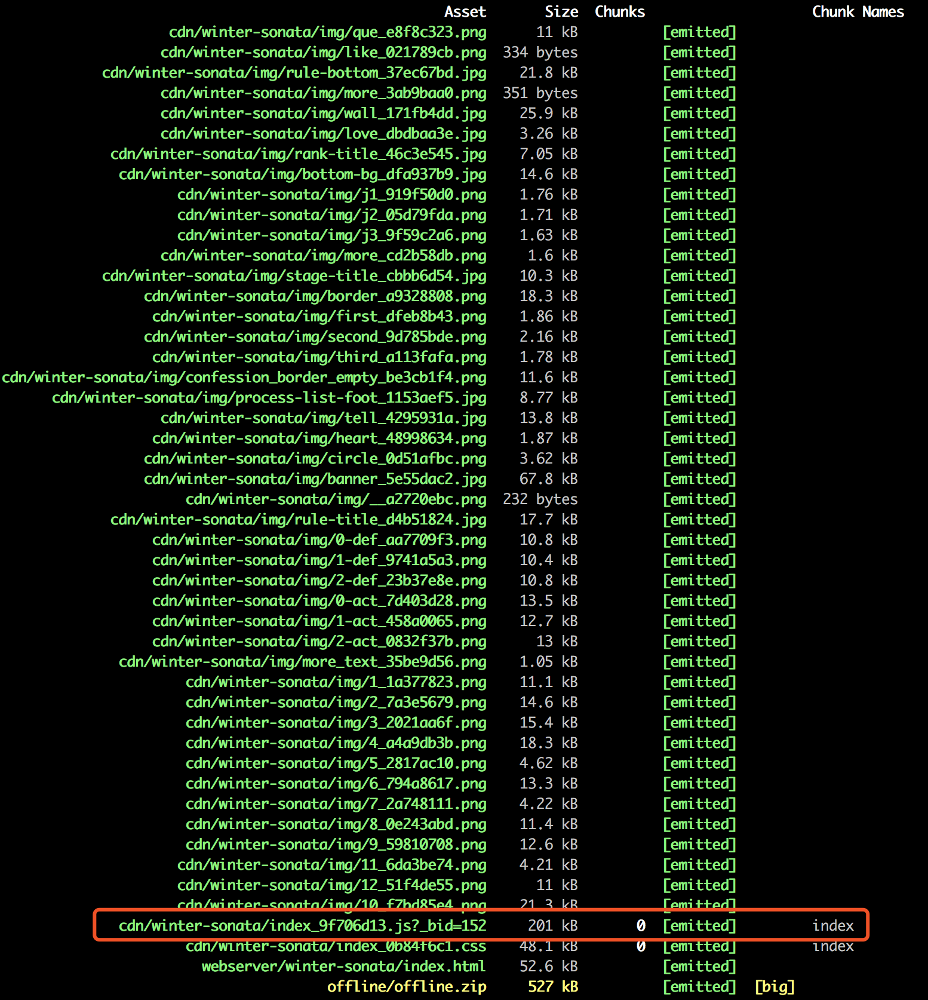 Asset Size Chunks Chunk Names
cdn/winter-sonata/img/que_e8f8c323.png 11 kB [emitted]
cdn/winter-sonata/img/like_021789cb.png 334 bytes [emitted]
cdn/winter-sonata/img/rule-bottom_37ec67bd.jpg 21.8 kB [emitted]
cdn/winter-sonata/img/more_3ab9baa0.png 351 bytes [emitted]
cdn/winter-sonata/img/wall_171fb4dd.jpg 25.9 kB [emitted]
cdn/winter-sonata/img/love_dbdbaa3e.jpg 3.26 kB [emitted]
cdn/winter-sonata/img/rank-title_46c3e545.jpg 7.05 kB [emitted]
cdn/winter-sonata/img/bottom-bg_dfa937b9.jpg 14.6 kB [emitted]
cdn/winter-sonata/img/j1_919f50d0.png 1.76 kB [emitted]
cdn/winter-sonata/img/j2_05d79fda.png 1.71 kB [emitted]
cdn/winter-sonata/img/j3_9f59c2a6.png 1.63 kB [emitted]
cdn/winter-sonata/img/more_cd2b58db.png 1.6 kB [emitted]
cdn/winter-sonata/img/stage-title_cbbb6d54.jpg 10.3 kB [emitted]
cdn/winter-sonata/img/border_a9328808.png 18.3 kB [emitted]
cdn/winter-sonata/img/first_dfeb8b43.png 1.86 kB [emitted]
cdn/winter-sonata/img/second_9d785bde.png 2.16 kB [emitted]
cdn/winter-sonata/img/third_a113fafa.png 1.78 kB [emitted]
cdn/winter-sonata/img/confession_border_empty_be3cb1f4.png 11.6 kB [emitted]
cdn/winter-sonata/img/process-list-foot_1153aef5.jpg 8.77 kB [emitted]
cdn/winter-sonata/img/tell_4295931a.jpg 13.8 kB [emitted]
cdn/winter-sonata/img/heart_48998634.png 1.87 kB [emitted]
cdn/winter-sonata/img/circle_0d51afbc.png 3.62 kB [emitted]
cdn/winter-sonata/img/banner_5e55dac2.jpg 67.8 kB [emitted]
cdn/winter-sonata/img/__a2720ebc.png 232 bytes [emitted]
cdn/winter-sonata/img/rule-title_d4b51824.jpg 17.7 kB [emitted]
cdn/winter-sonata/img/0-def_aa7709f3.png 10.8 kB [emitted]
cdn/winter-sonata/img/1-def_9741a5a3.png 10.4 kB [emitted]
cdn/winter-sonata/img/2-def_23b37e8e.png 10.8 kB [emitted]
cdn/winter-sonata/img/0-act_7d403d28.png 13.5 kB [emitted]
cdn/winter-sonata/img/1-act_458a0065.png 12.7 kB [emitted]
cdn/winter-sonata/img/2-act_0832f37b.png 13 kB [emitted]
cdn/winter-sonata/img/more_text_35be9d56.png 1.05 kB [emitted]
cdn/winter-sonata/img/1_1a377823.png 11.1 kB [emitted]
cdn/winter-sonata/img/2_7a3e5679.png 14.6 kB [emitted]
cdn/winter-sonata/img/3_2021aa6f.png 15.4 kB [emitted]
cdn/winter-sonata/img/4_a4a9db3b.png 18.3 kB [emitted]
cdn/winter-sonata/img/5_2817ac10.png 4.62 kB [emitted]
cdn/winter-sonata/img/6_794a8617.png 13.3 kB [emitted]
cdn/winter-sonata/img/7_2a748111.png 4.22 kB [emitted]
cdn/winter-sonata/img/8_0e243abd.png 11.4 kB [emitted]
cdn/winter-sonata/img/9_59810708.png 12.6 kB [emitted]
cdn/winter-sonata/img/11_6da3be74.png 4.21 kB [emitted]
cdn/winter-sonata/img/12_51f4de55.png 11 kB [emitted]
cdn/winter-sonata/img/10_f7bd85e4.png 21.3 kB [emitted]
cdn/winter-sonata/index_9f706d13.js?_bid=152 201 kB 0 [emitted] index
cdn/winter-sonata/index_0b84f6c1.css 48.1 kB 0 [emitted] index
webserver/winter-sonata/index.html 52.6 kB [emitted]
offline/offline.zip 527 kB [emitted] [big]